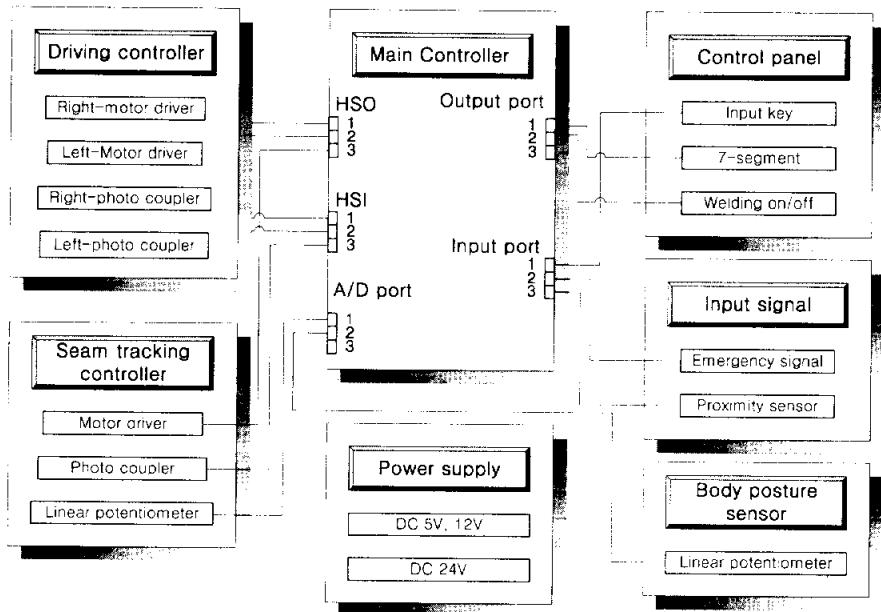 Driving controller
Right-motor driver
Left-Motor driver
Right-photo coupler
Left-photo coupler
Seam tracking
controller
Motor driver
Photo coupler
Linear potentiometer
Main Controller
HSO
1
2
3
HSI
1
2
3
A/D port
1
2
3
Output port
1
2
3
Input port
1
2
3
Power supply
DC 5V, 12V
DC 24V
Control panel
Input key
7-segment
Welding on/off
Input signal
Emergency signal
Proximity sensor
Body posture
sensor
Linear potentiometer